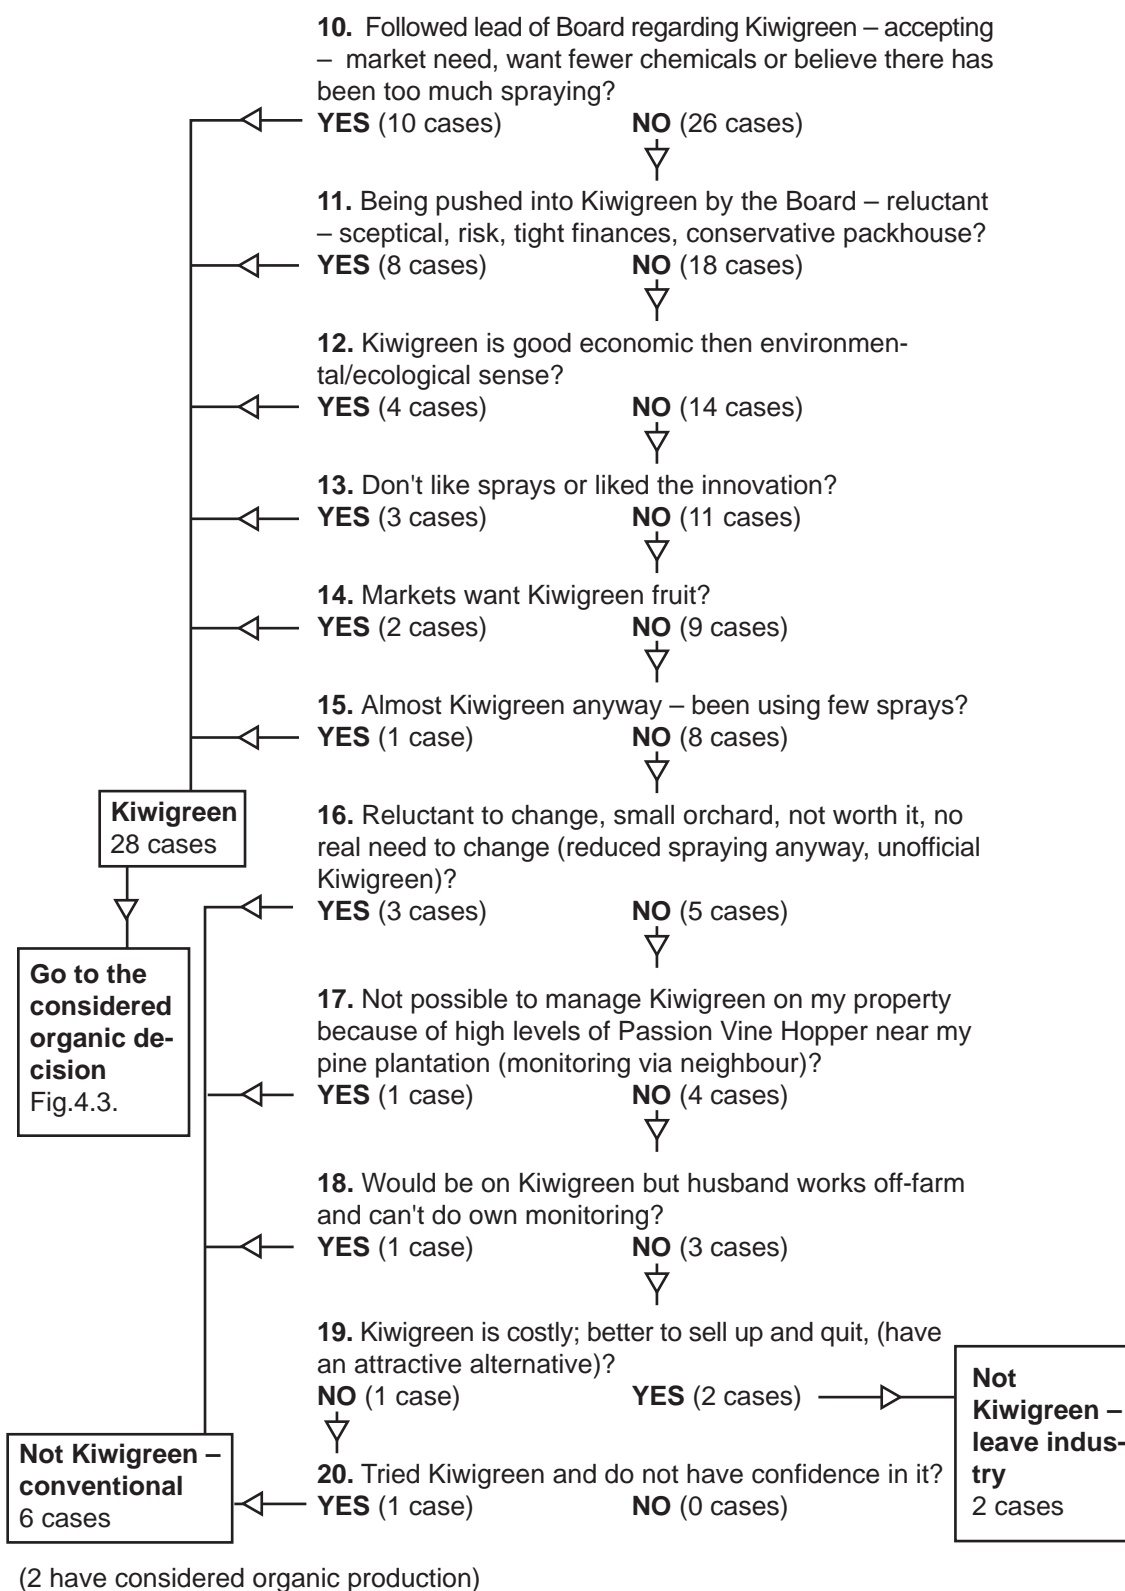 10. Followed lead of Board regarding Kiwigreen – accepting
– market need, want fewer chemicals or believe there has
been too much spraying?
YES (10 cases) NO (26 cases)
11. Being pushed into Kiwigreen by the Board – reluctant
– sceptical, risk, tight finances, conservative packhouse?
YES (8 cases) NO (18 cases)
12. Kiwigreen is good economic then environmen-
tal/ecological sense?
YES (4 cases) NO (14 cases)
13. Don't like sprays or liked the innovation?
YES (3 cases) NO (11 cases)
14. Markets want Kiwigreen fruit?
YES (2 cases) NO (9 cases)
15. Almost Kiwigreen anyway – been using few sprays?
YES (1 case) NO (8 cases)
Kiwigreen
28 cases
Go to the
considered
organic de-
cision
Fig.4.3.
16. Reluctant to change, small orchard, not worth it, no
real need to change (reduced spraying anyway, unofficial
Kiwigreen)?
YES (3 cases) NO (5 cases)
17. Not possible to manage Kiwigreen on my property
because of high levels of Passion Vine Hopper near my
pine plantation (monitoring via neighbour)?
YES (1 case) NO (4 cases)
18. Would be on Kiwigreen but husband works off-farm
and can't do own monitoring?
YES (1 case) NO (3 cases)
19. Kiwigreen is costly; better to sell up and quit, (have
an attractive alternative)?
NO (1 case) YES (2 cases)
Not
Kiwigreen –
leave indus-
try
2 cases
20. Tried Kiwigreen and do not have confidence in it?
YES (1 case) NO (0 cases)
Not Kiwigreen –
conventional
6 cases
(2 have considered organic production)